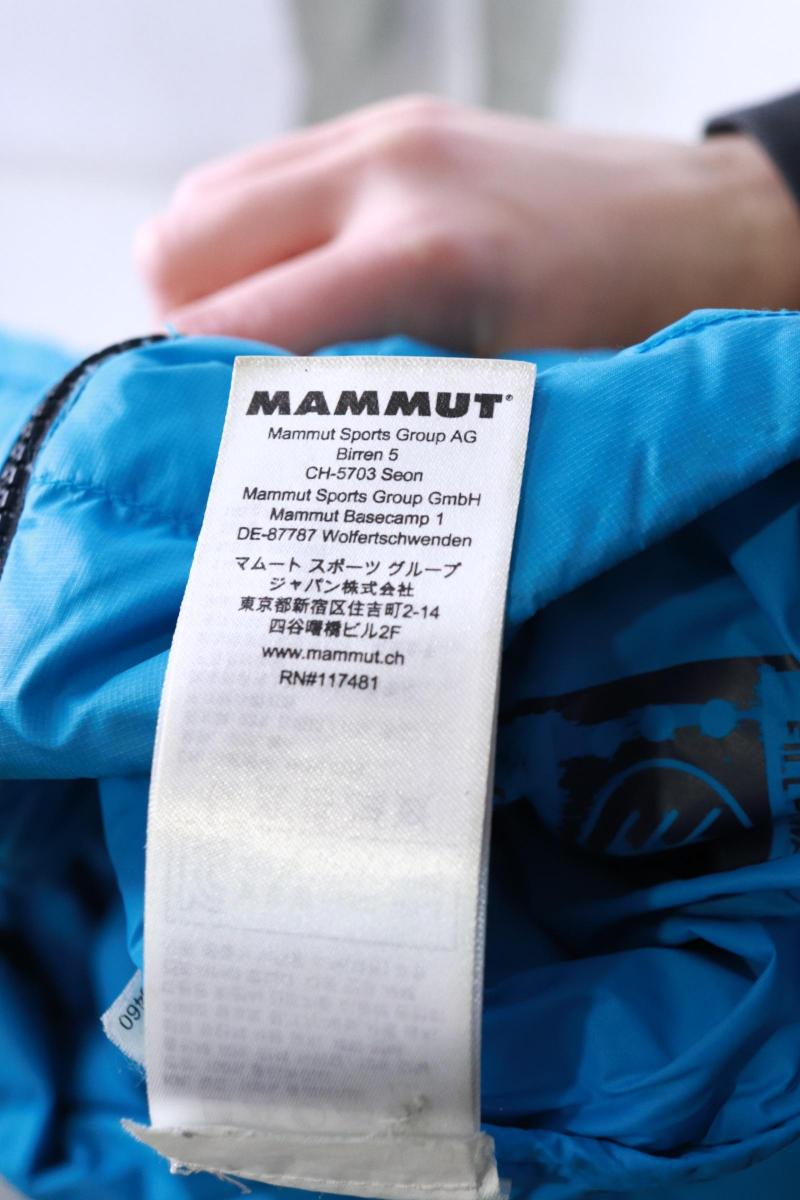 MAMMUT®
Mammut Sports Group AG
Birren 5
CH-5703 Seon
Mammut Sports Group GmbH
Mammut Basecamp 1
DE-87787 Wolfertschwenden
マムート スポーツ グループ
ジャパン株式会社
東京都新宿区住吉町2-14
四谷曙橋ビル2F
www.mammut.ch
RN#117481